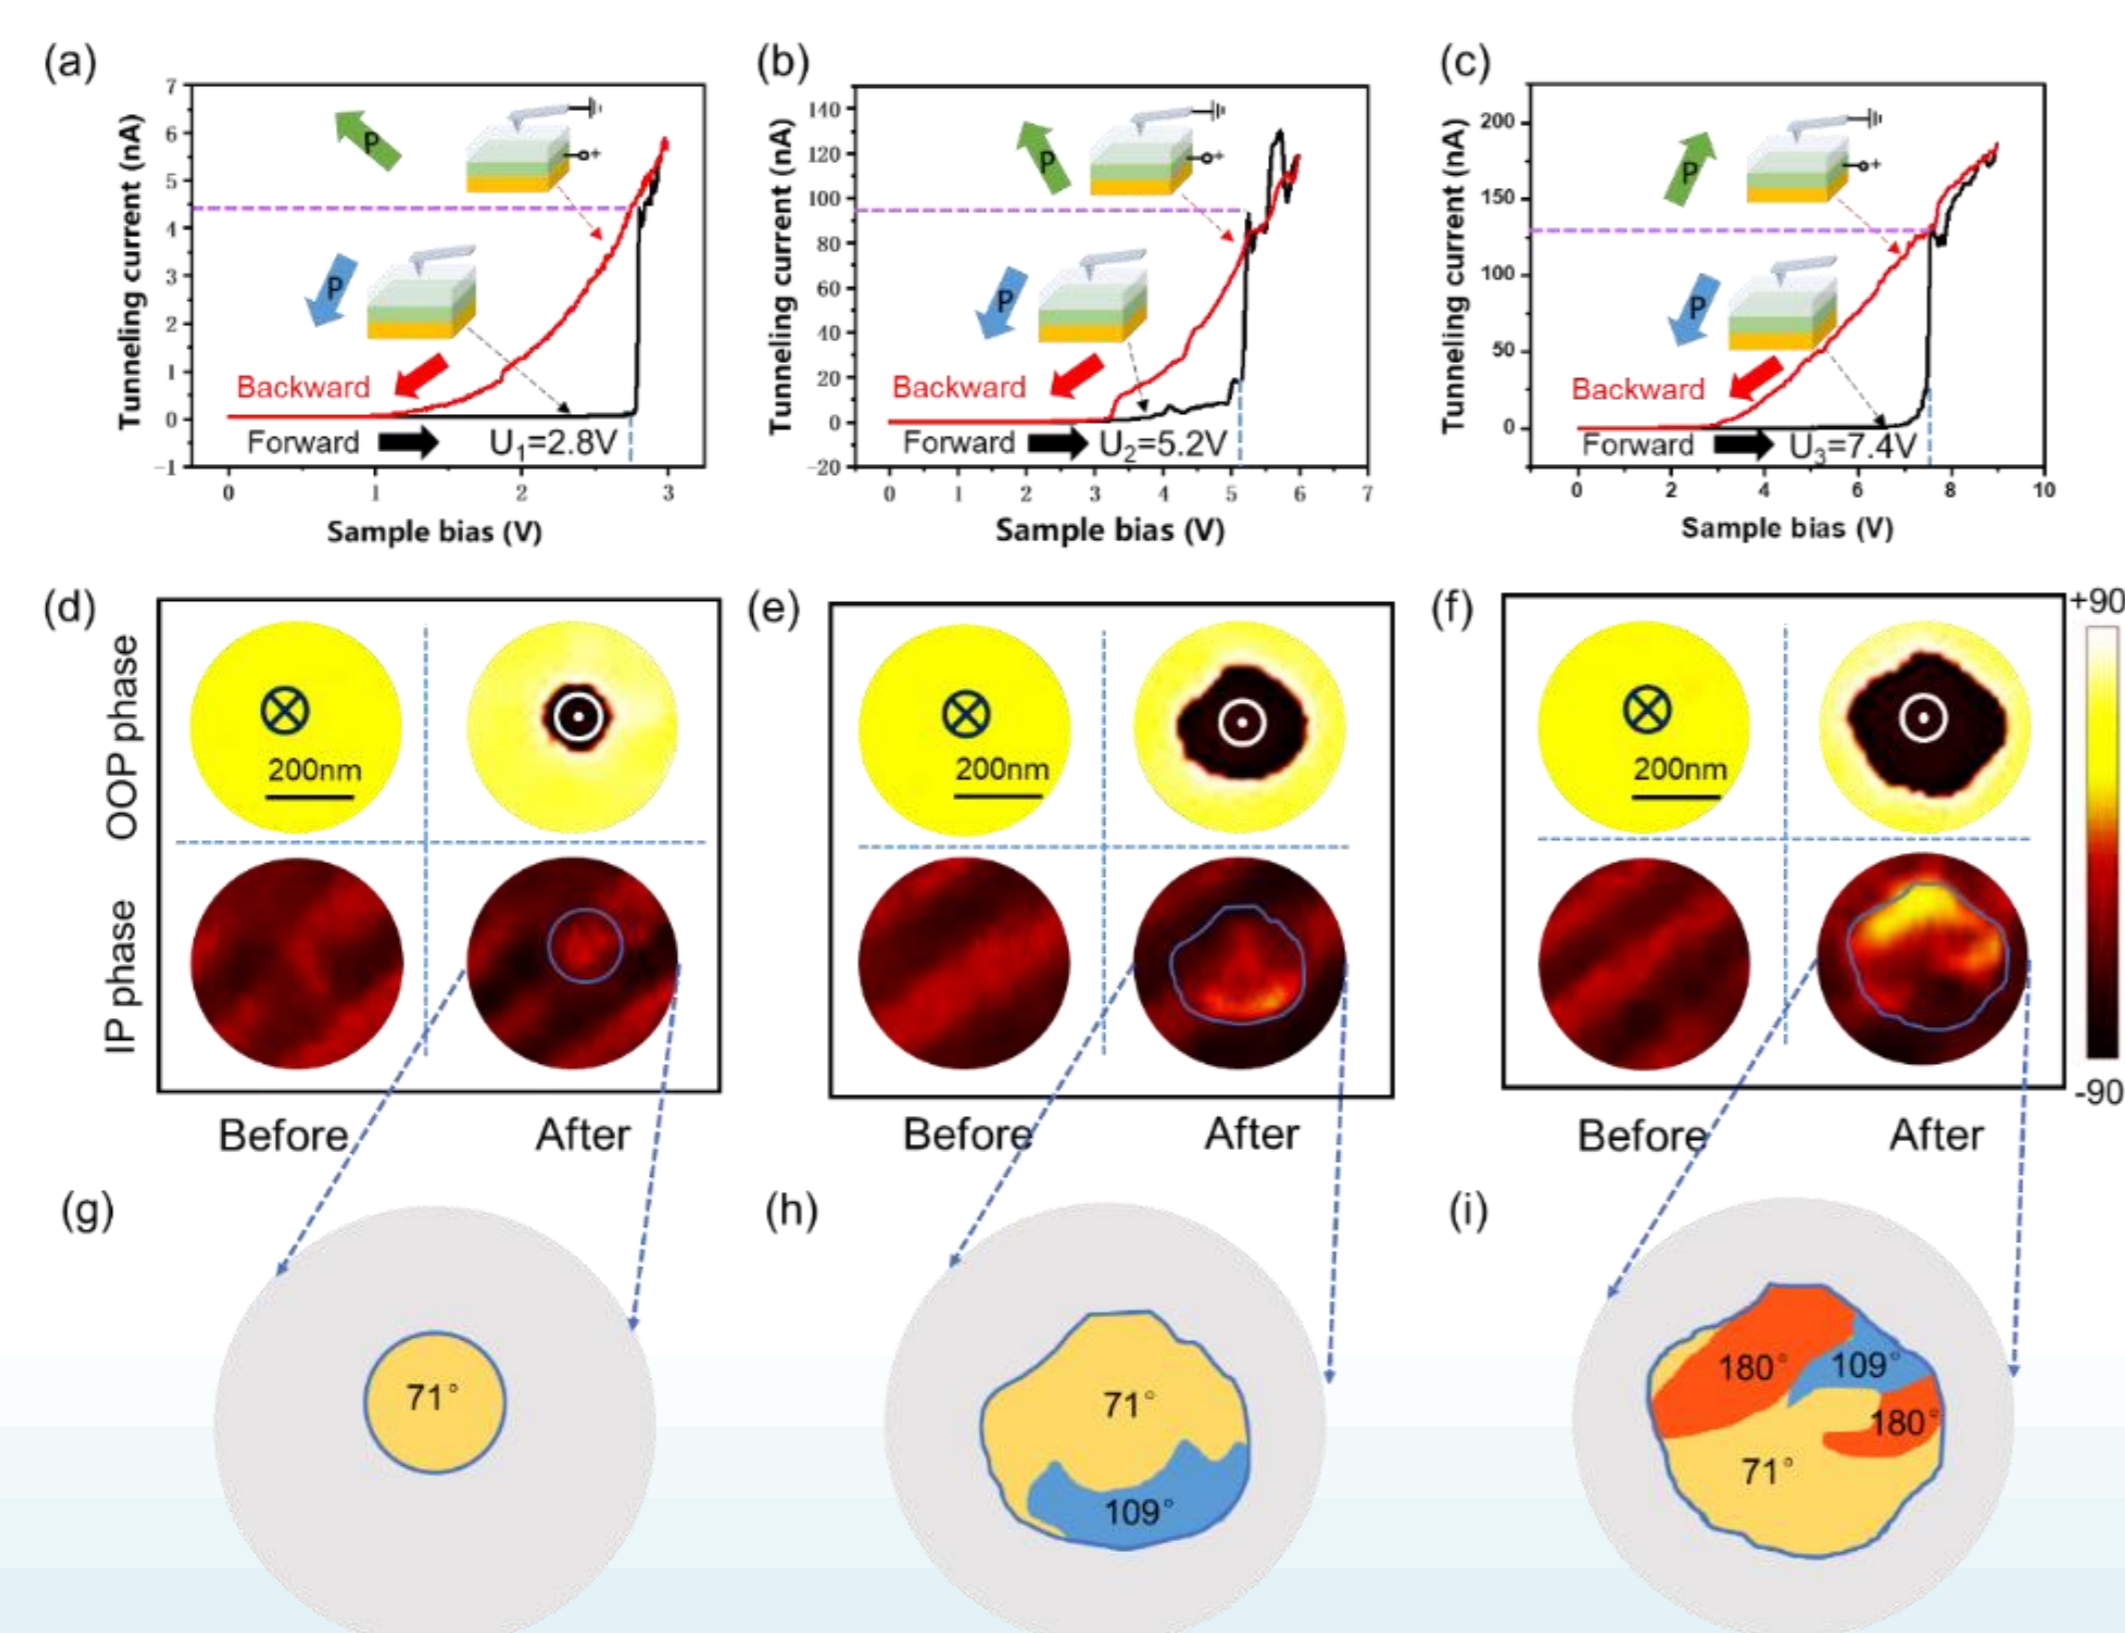 (a)
Tunneling current (nA)
7
6
5
4
3
2
1
0
-1
P
P
Backward
Forward
U1=2.8V
0 1 2 3
Sample bias (V)
(b)
Tunneling current (nA)
140
120
100
80
60
40
20
0
-20
P
P
Backward
Forward
U2=5.2V
0 1 2 3 4 5 6 7
Sample bias (V)
(c)
Tunneling current (nA)
200
150
100
50
0
P
P
Backward
Forward
U3=7.4V
0 2 4 6 8 10
Sample bias (V)
(d)
OOP phase
IP phase
200nm
Before
After
(e)
200nm
Before
After
(f)
200nm
Before
After
+90
-90
(g)
71°
(h)
71°
109°
(i)
180°
109°
180°
71°